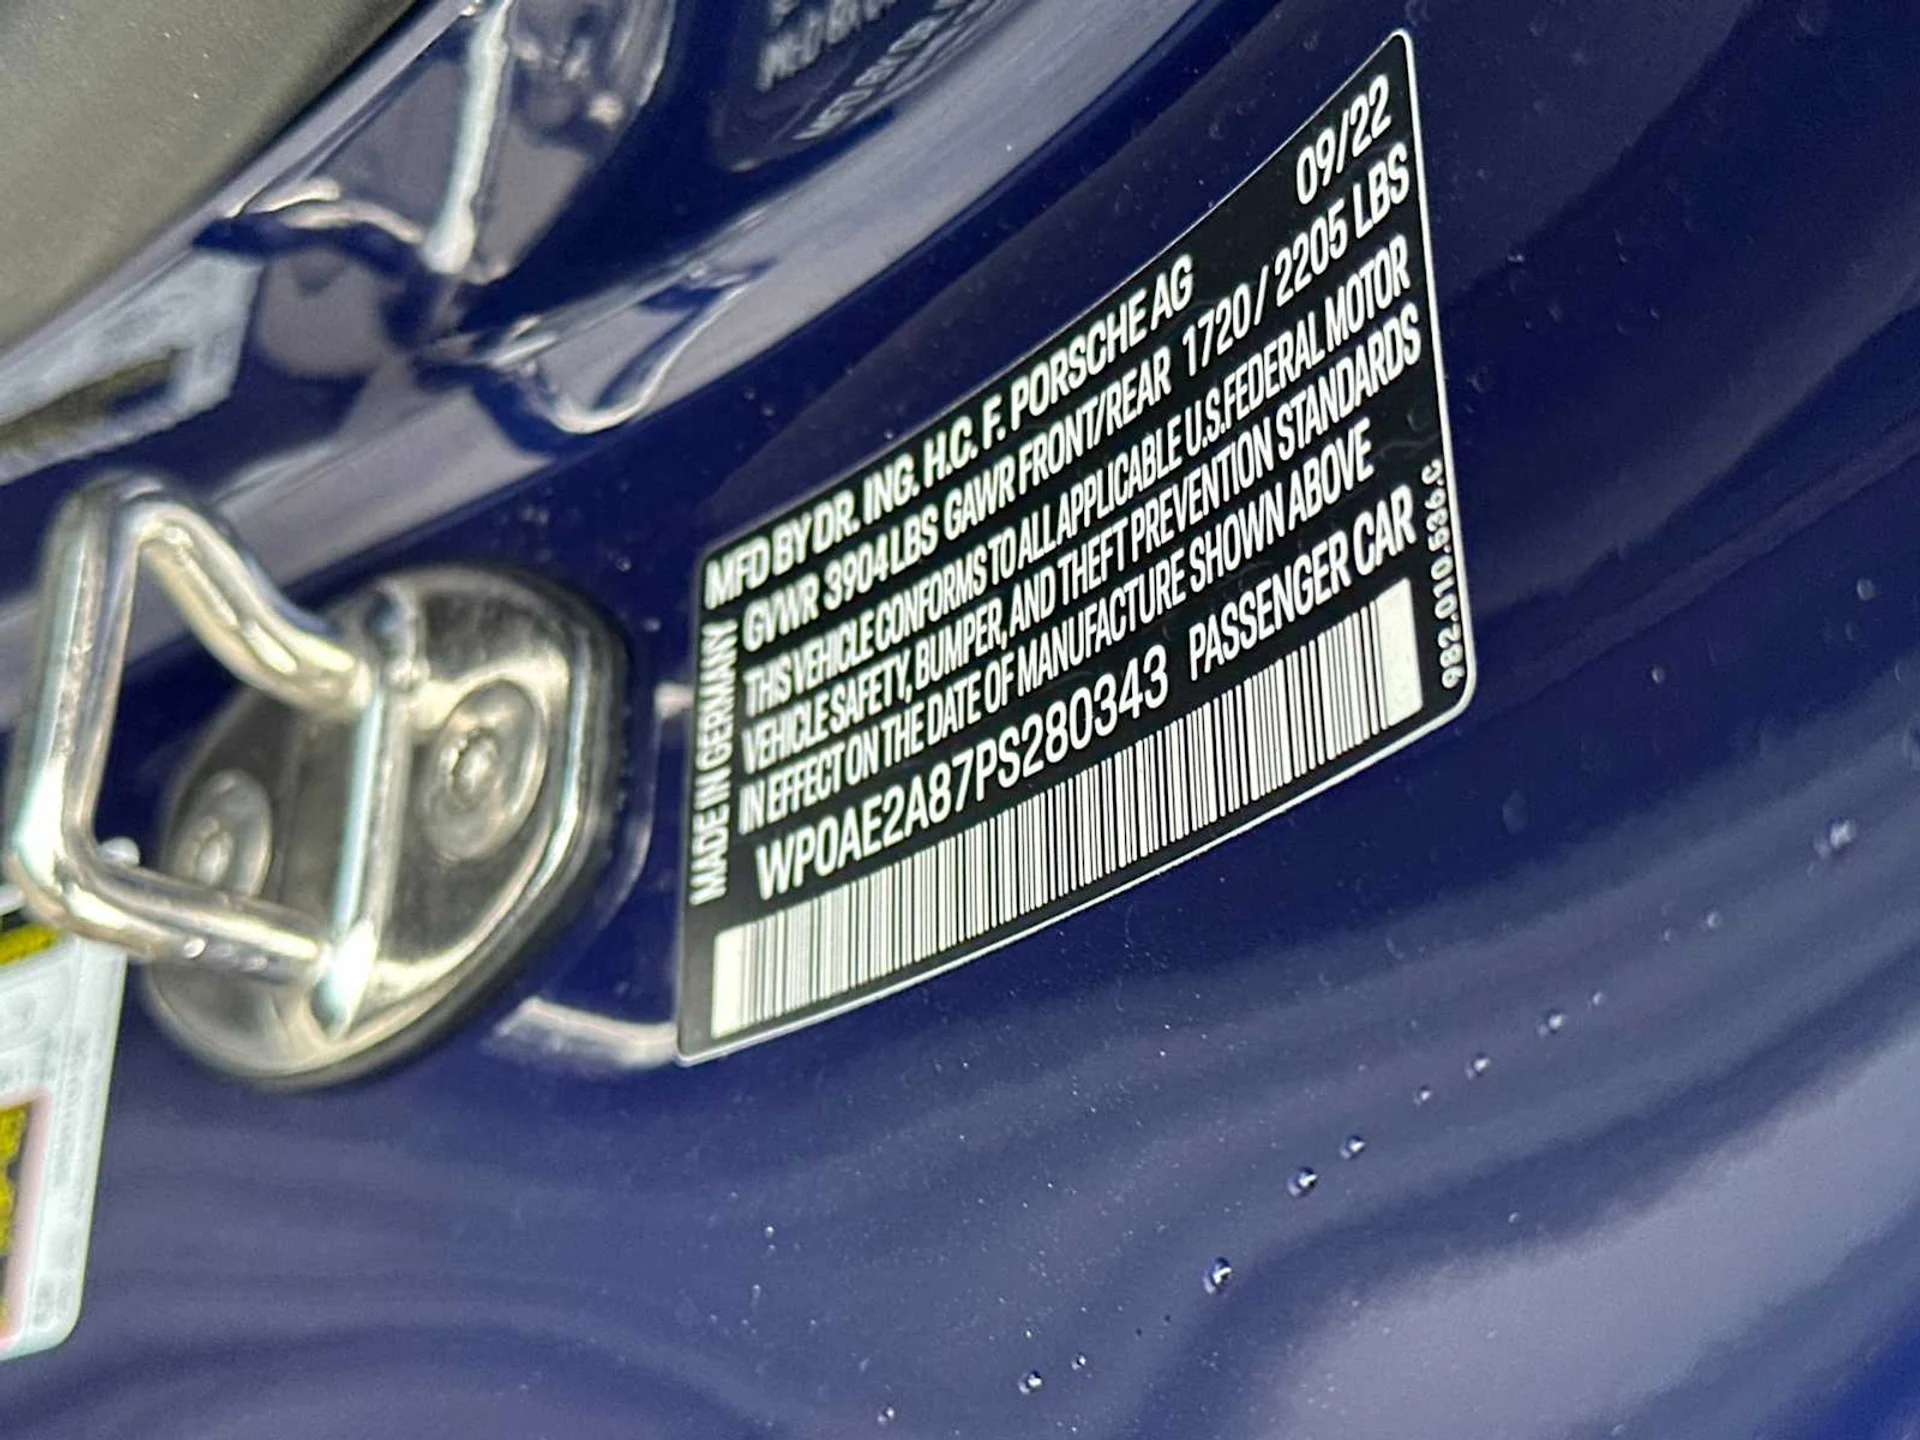 09/22
MFD BY DR. ING. H.C. F. PORSCHE AG
GVWR 3904 LBS GAWR FRONT/REAR 1720 / 2205 LBS
THIS VEHICLE CONFORMS TO ALL APPLICABLE U.S. FEDERAL MOTOR
VEHICLE SAFETY, BUMPER, AND THEFT PREVENTION STANDARDS
IN EFFECT ON THE DATE OF MANUFACTURE SHOWN ABOVE
WP0AE2A87PS280343 PASSENGER CAR
MADE IN GERMANY
982.010.536.C